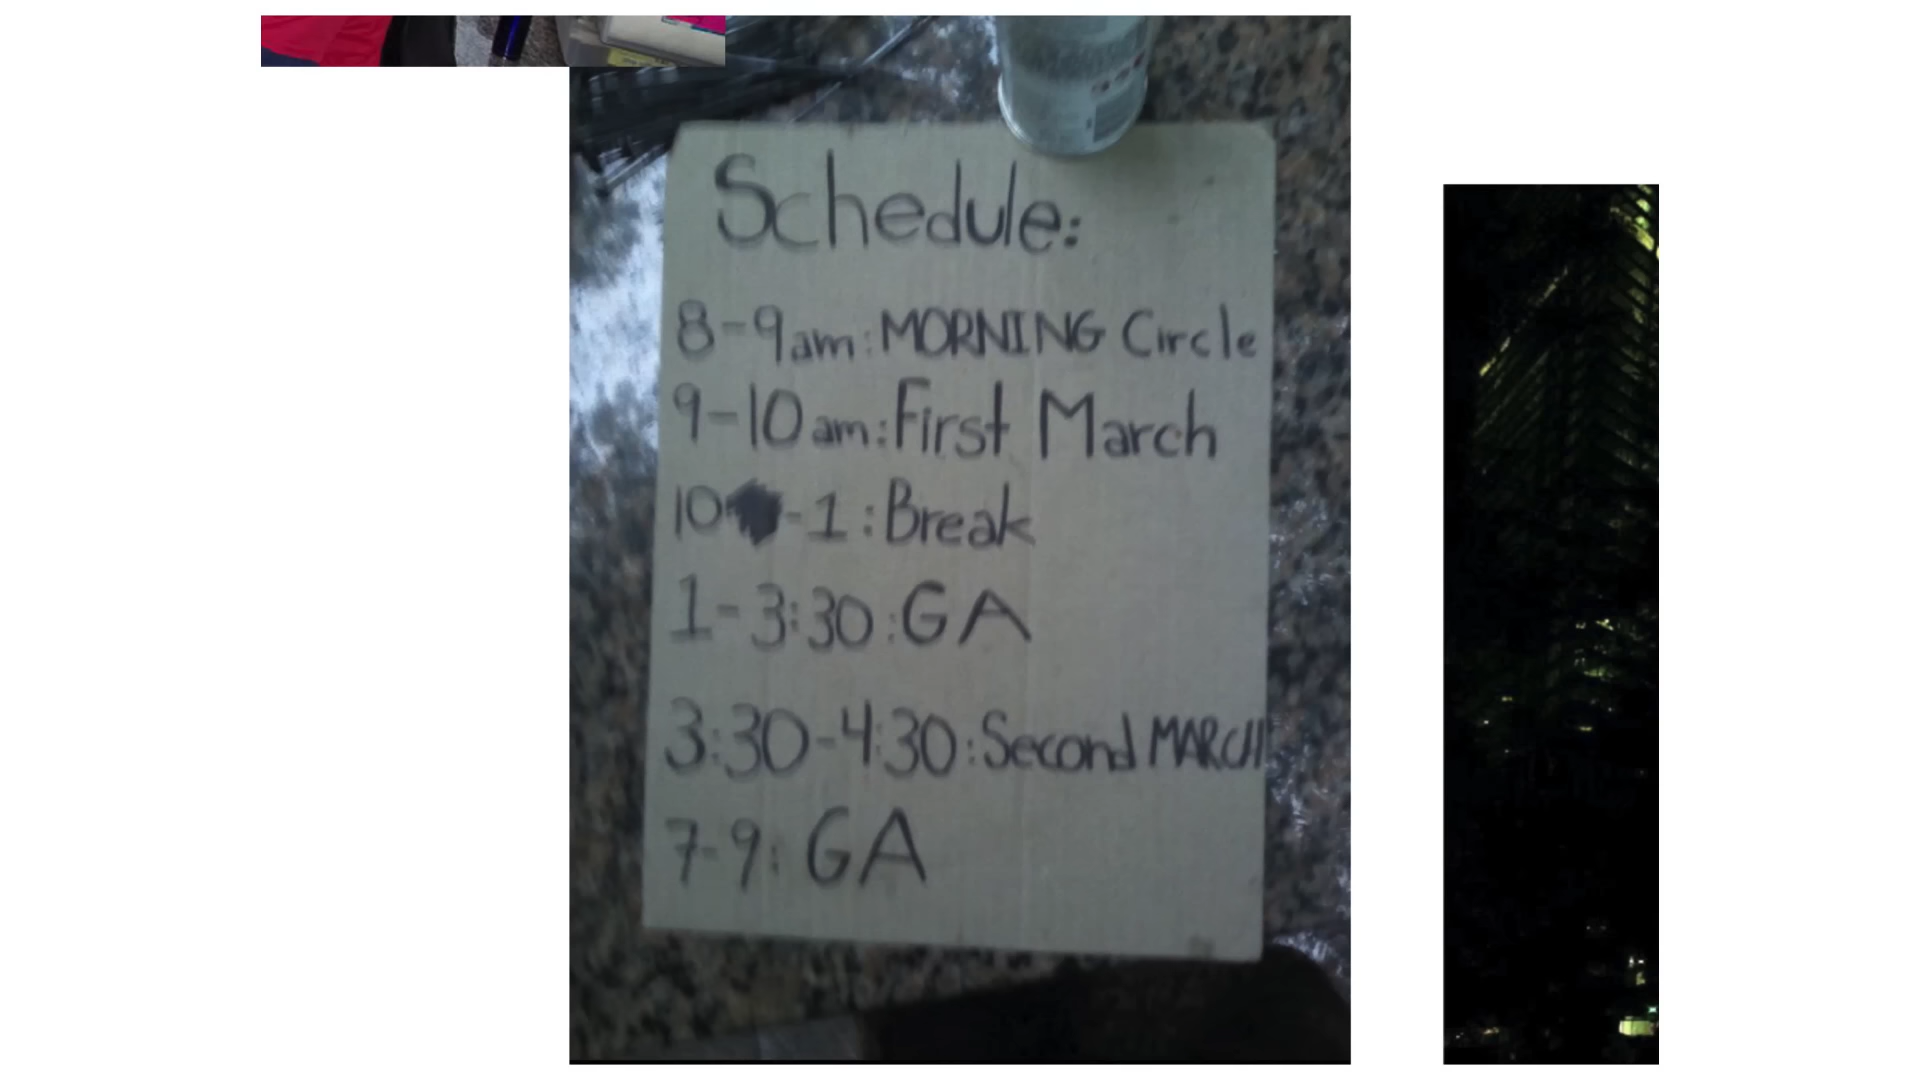 Schedule:
8-9am: MORNING Circle
9-10am: First March
10 -1: Break
1-3:30: GA
3:30-4:30: Second MARCH
7-9: GA